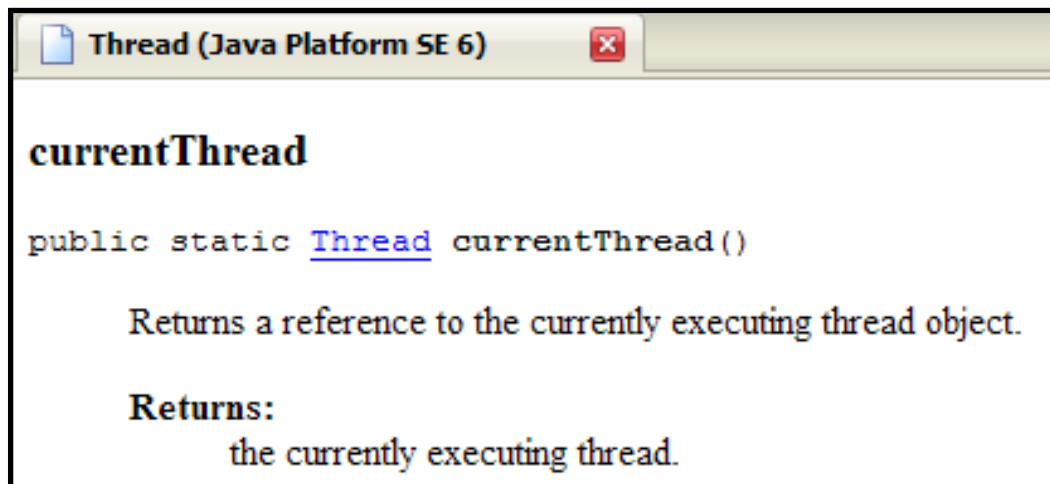 Thread (Java Platform SE 6)
currentThread
public static Thread currentThread()
Returns a reference to the currently executing thread object.
Returns:
the currently executing thread.